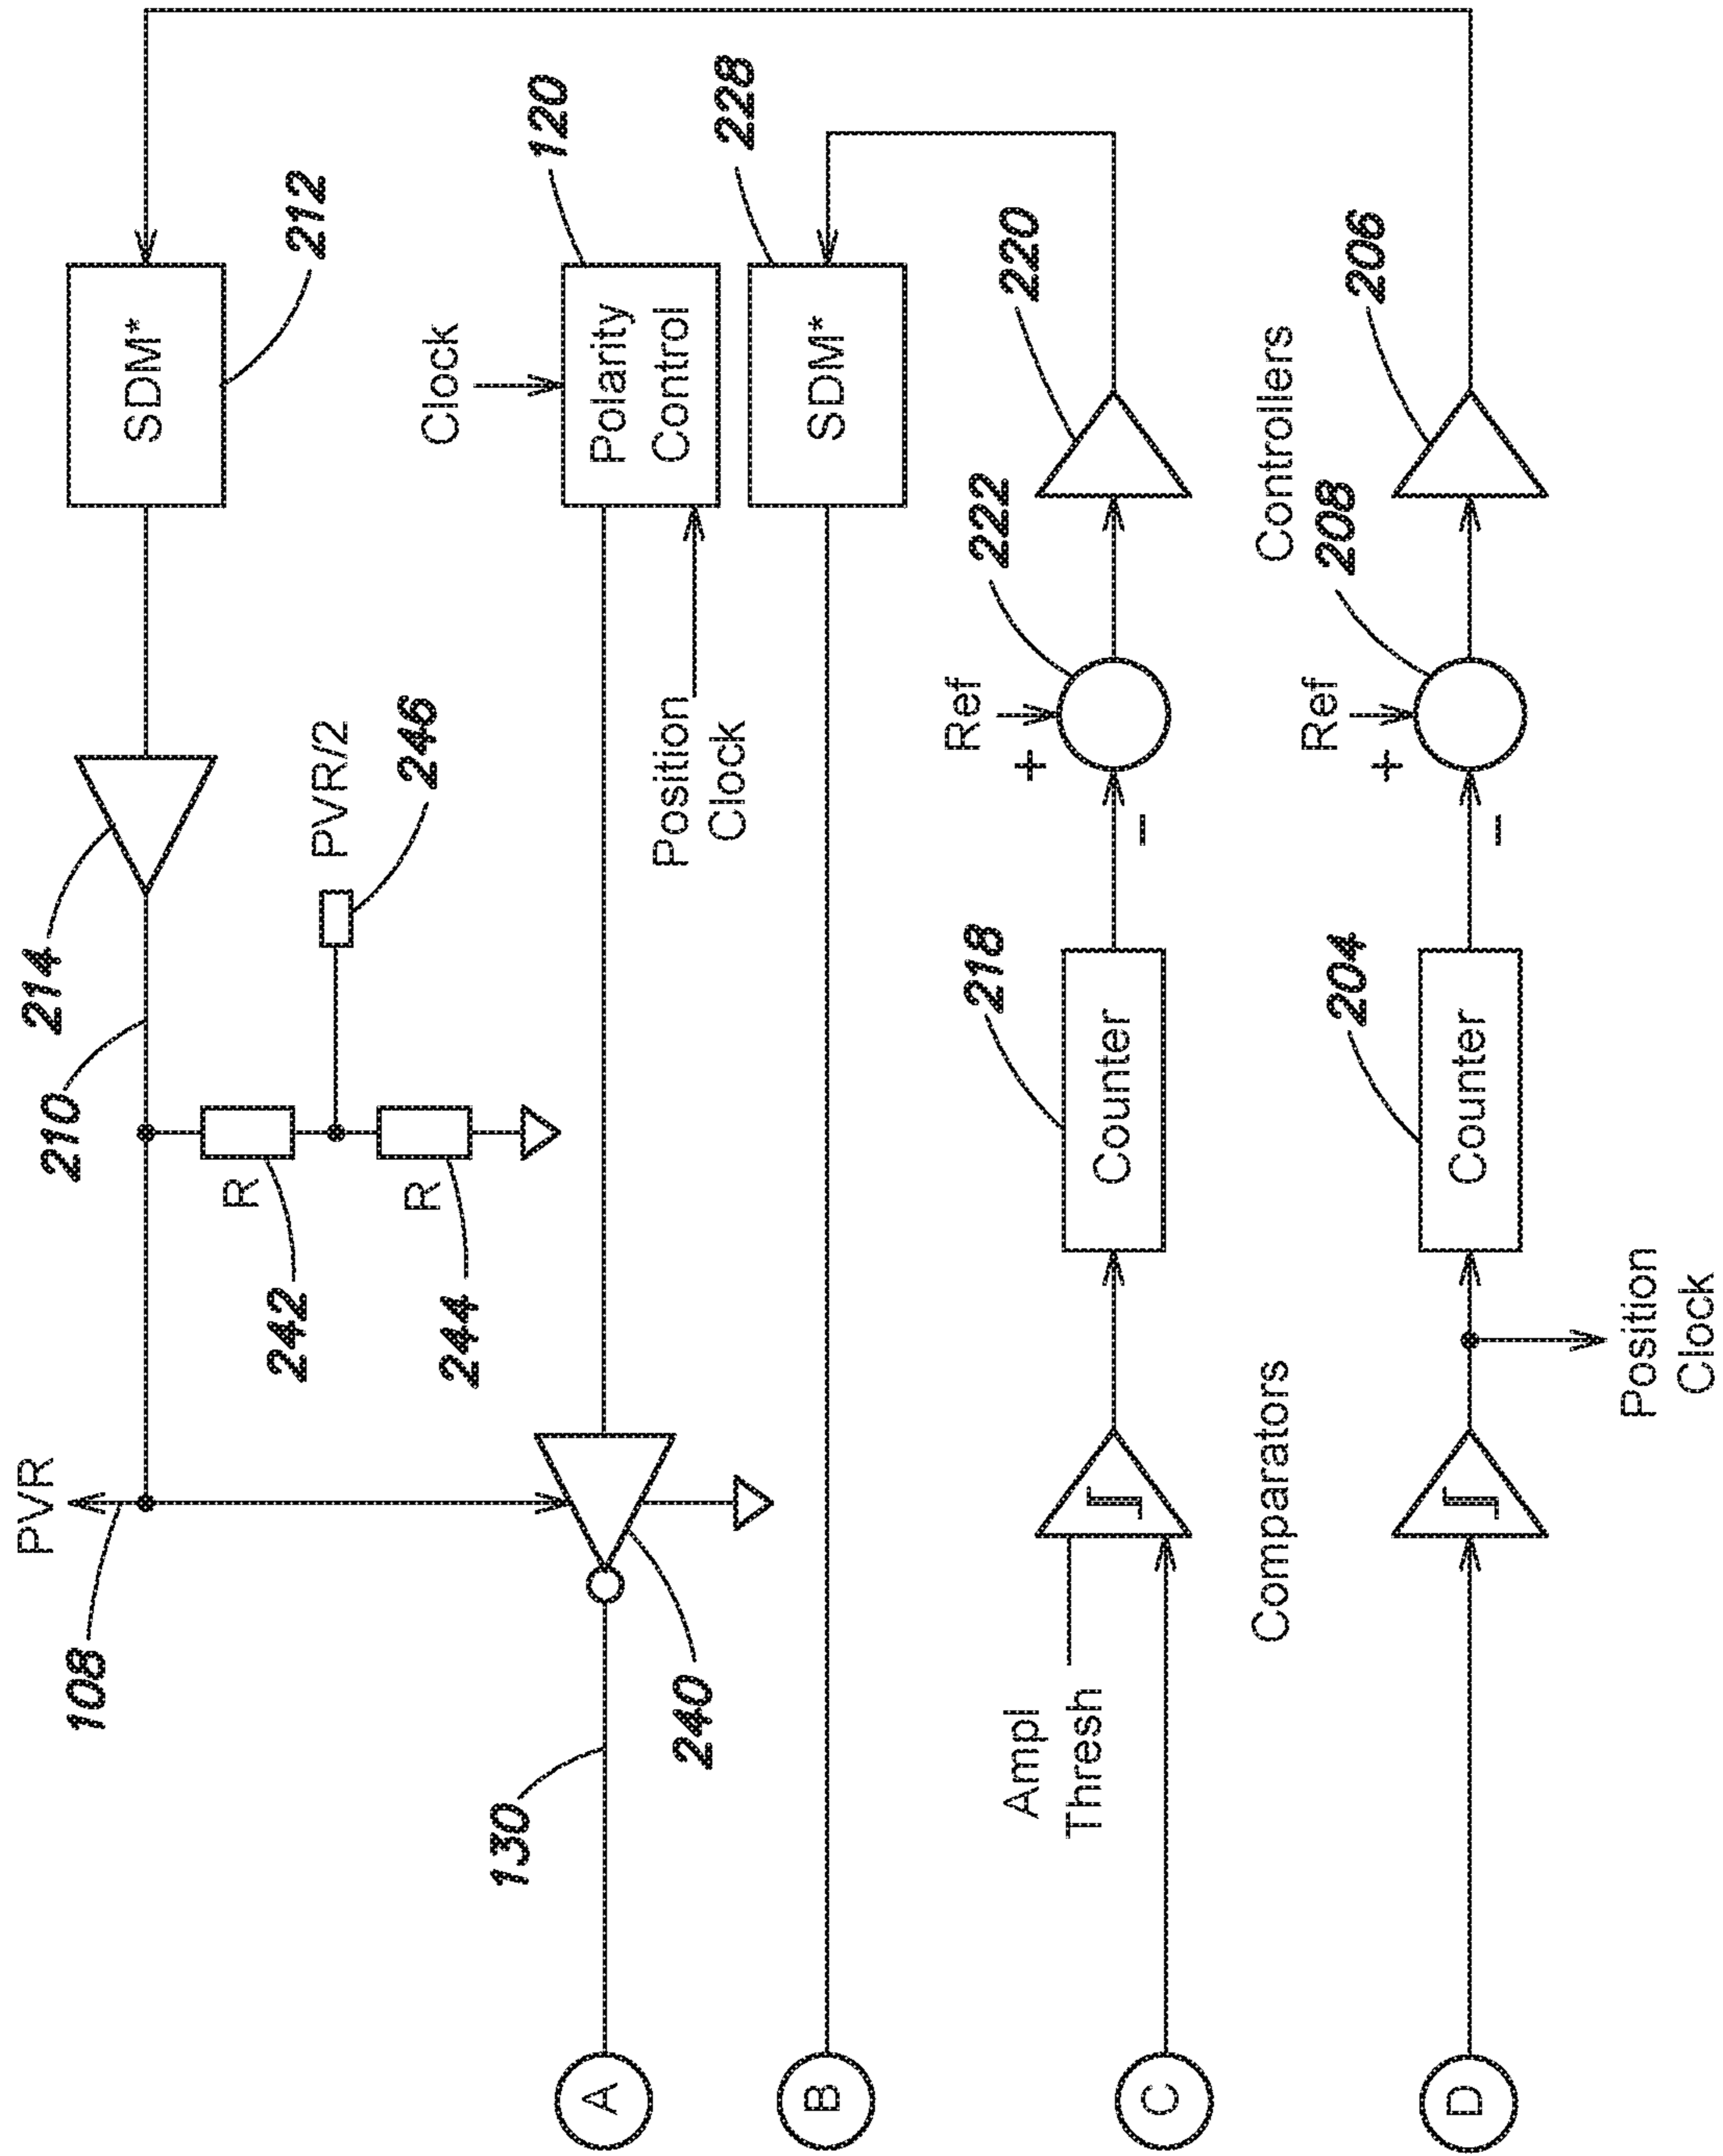 PVR
108
210
214
SDM*
212
R
242
R
244
PVR/2
246
Clock
Polarity
Control
120
Position
Clock
SDM*
228
A
130
240
B
C
Ampl
Thresh
Counter
218
Ref
+
−
222
220
Comparators
Controllers
D
Position
Clock
Counter
204
Ref
+
−
208
206